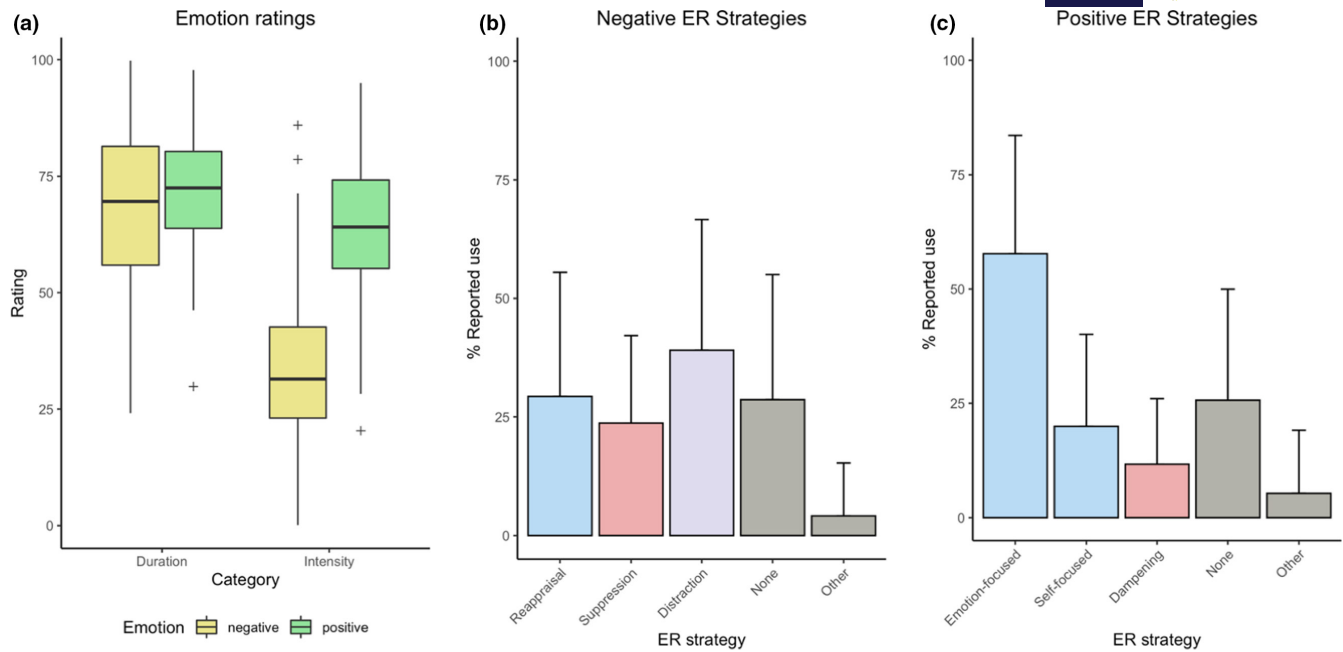 (a)
Emotion ratings
100
75
50
25
0
Rating
Duration
Intensity
Category
Emotion
negative
positive
(b)
Negative ER Strategies
100
75
50
25
0
% Reported use
Reappraisal
Suppression
Distraction
None
Other
ER strategy
(c)
Positive ER Strategies
100
75
50
25
0
% Reported use
Emotion-focused
Self-focused
Dampening
None
Other
ER strategy